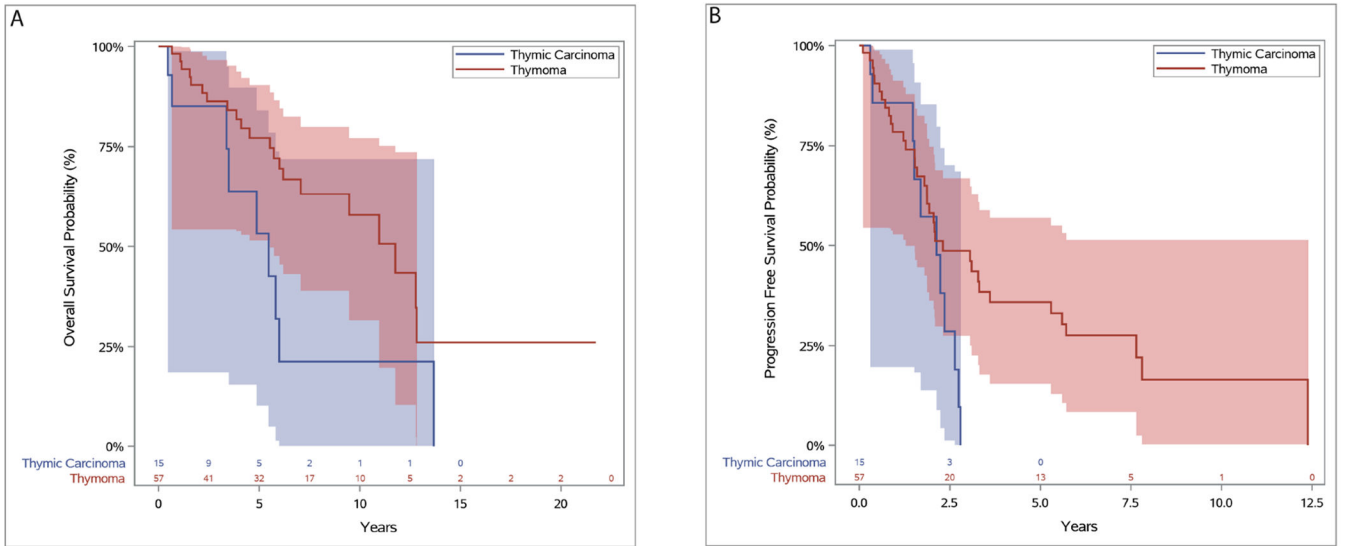 A
Overall Survival Probability (%)
100%
75%
50%
25%
0%
Thymic Carcinoma
Thymoma
Thymic Carcinoma 15 9 5 2 1 1 0
Thymoma 57 41 32 17 10 5 2 2 2 0
0 5 10 15 20
Years
B
Progression Free Survival Probability (%)
100%
75%
50%
25%
0%
Thymic Carcinoma
Thymoma
Thymic Carcinoma 15 3 0
Thymoma 57 20 13 5 1 0
0.0 2.5 5.0 7.5 10.0 12.5
Years